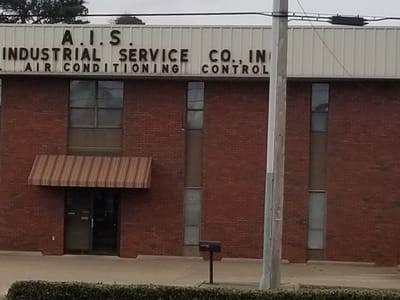 A.I.S.
INDUSTRIAL SERVICE CO., INC
AIR CONDITIONING CONTROL